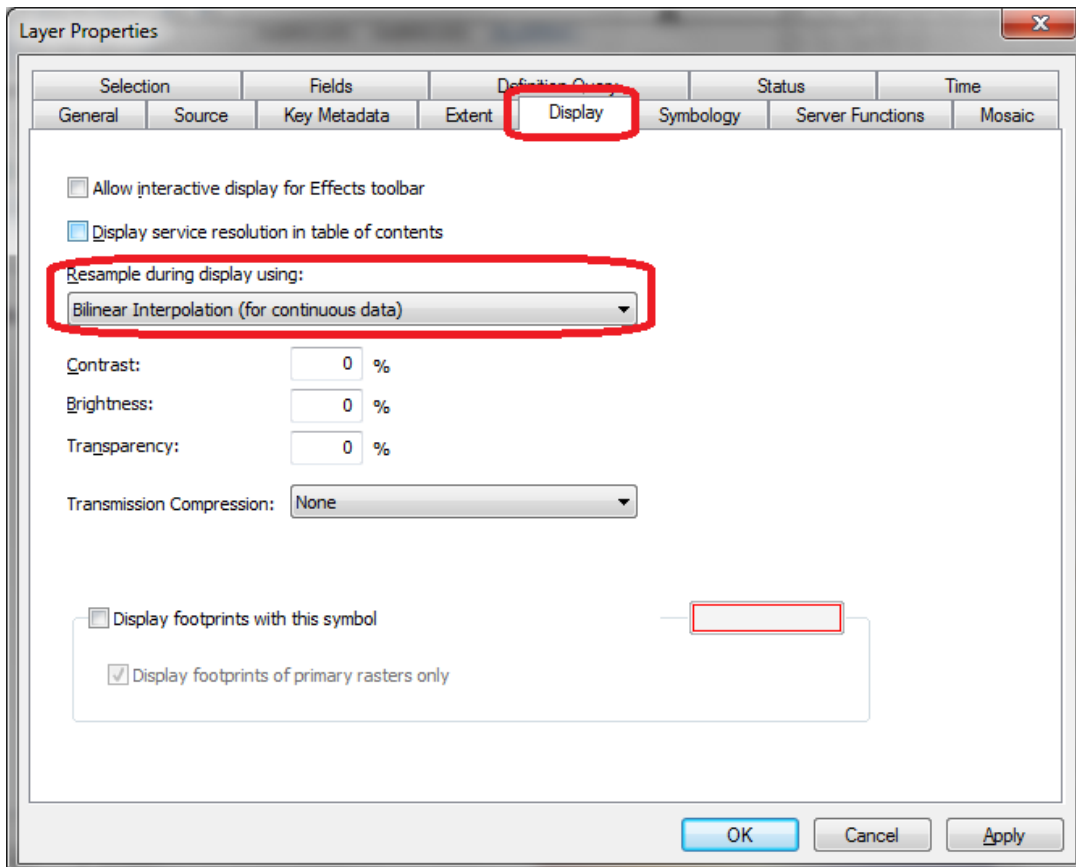 Layer Properties
Selection Fields Definition Query Status Time
General Source Key Metadata Extent Display Symbology Server Functions Mosaic
Allow interactive display for Effects toolbar
Display service resolution in table of contents
Resample during display using:
Bilinear Interpolation (for continuous data)
Contrast: 0 %
Brightness: 0 %
Transparency: 0 %
Transmission Compression: None
Display footprints with this symbol
Display footprints of primary rasters only
OK Cancel Apply